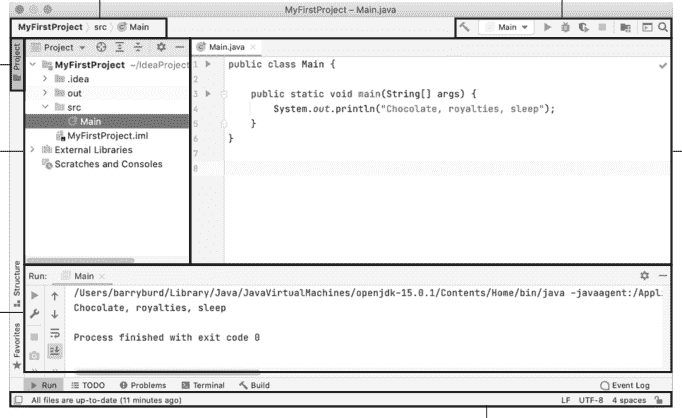 MyFirstProject – Main.java
MyFirstProject src Main
Main
Project
Main.java
Project
MyFirstProject ~/IdeaProject
.idea
out
src
Main
MyFirstProject.iml
External Libraries
Scratches and Consoles
1 public class Main {
2
3 public static void main(String[] args) {
4 System.out.println("Chocolate, royalties, sleep");
5 }
6 }
7
8
Structure
Favorites
Run: Main
/Users/barryburd/Library/Java/JavaVirtualMachines/openjdk-15.0.1/Contents/Home/bin/java -javaagent:/Appl
Chocolate, royalties, sleep
Process finished with exit code 0
Run TODO Problems Terminal Build Event Log
All files are up-to-date (11 minutes ago) LF UTF-8 4 spaces